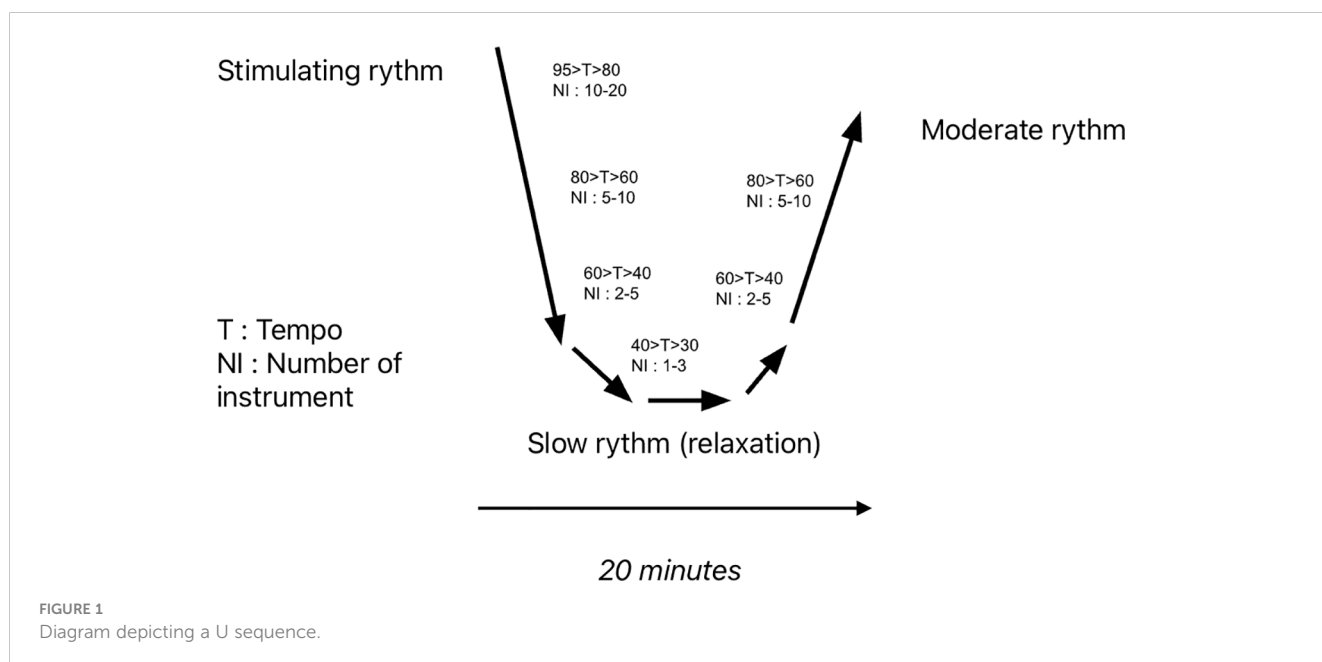 Stimulating rythm
95>T>80
NI : 10-20
80>T>60
NI : 5-10
60>T>40
NI : 2-5
40>T>30
NI : 1-3
60>T>40
NI : 2-5
80>T>60
NI : 5-10
Moderate rythm
T : Tempo
NI : Number of
instrument
Slow rythm (relaxation)
20 minutes
FIGURE 1
Diagram depicting a U sequence.